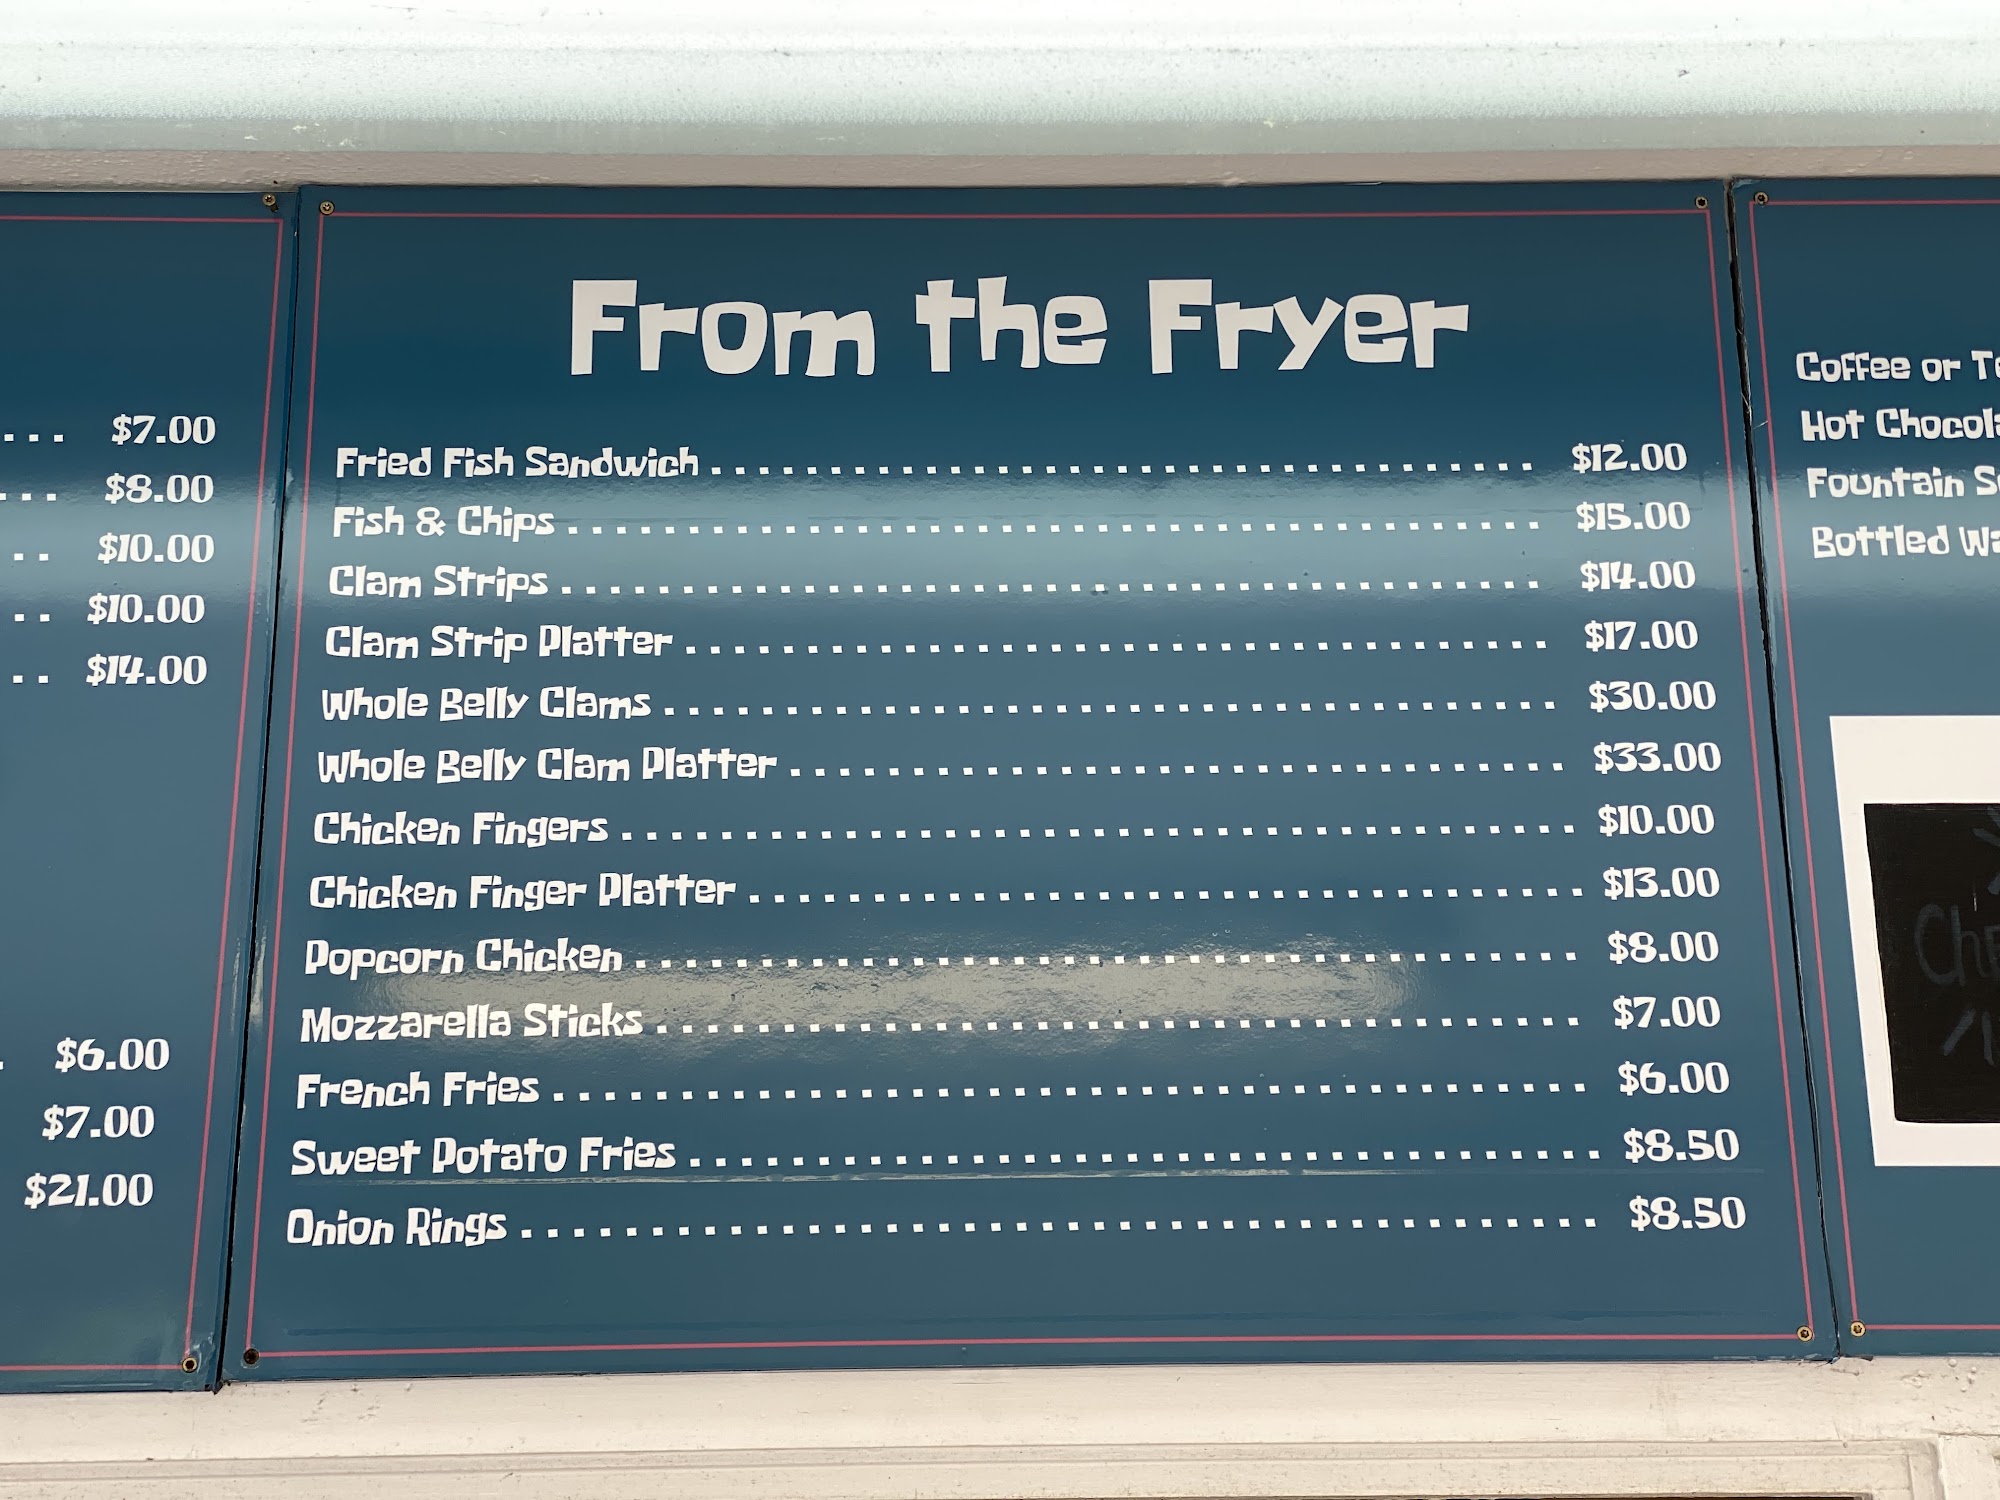 $7.00
$8.00
$10.00
$10.00
$14.00
$6.00
$7.00
$21.00
From the Fryer
Fried Fish Sandwich . . . . . . . . . . . . . . . . . . . . . . . . . . . . . . . . . . $12.00
Fish & Chips . . . . . . . . . . . . . . . . . . . . . . . . . . . . . . . . . . . . . . . . $15.00
Clam Strips . . . . . . . . . . . . . . . . . . . . . . . . . . . . . . . . . . . . . . . . $14.00
Clam Strip Platter . . . . . . . . . . . . . . . . . . . . . . . . . . . . . . . . . . . $17.00
Whole Belly Clams . . . . . . . . . . . . . . . . . . . . . . . . . . . . . . . . . . . . . $30.00
Whole Belly Clam Platter . . . . . . . . . . . . . . . . . . . . . . . . . . . . . . . . $33.00
Chicken Fingers . . . . . . . . . . . . . . . . . . . . . . . . . . . . . . . . . . . . . . . $10.00
Chicken Finger Platter . . . . . . . . . . . . . . . . . . . . . . . . . . . . . . . . . . $13.00
Popcorn Chicken . . . . . . . . . . . . . . . . . . . . . . . . . . . . . . . . . . . . . . $8.00
Mozzarella Sticks . . . . . . . . . . . . . . . . . . . . . . . . . . . . . . . . . . . . . $7.00
French Fries . . . . . . . . . . . . . . . . . . . . . . . . . . . . . . . . . . . . . . . . . $6.00
Sweet Potato Fries . . . . . . . . . . . . . . . . . . . . . . . . . . . . . . . . . . . . $8.50
Onion Rings . . . . . . . . . . . . . . . . . . . . . . . . . . . . . . . . . . . . . . . . . . $8.50
Coffee or
Hot
Fountain
Bottled